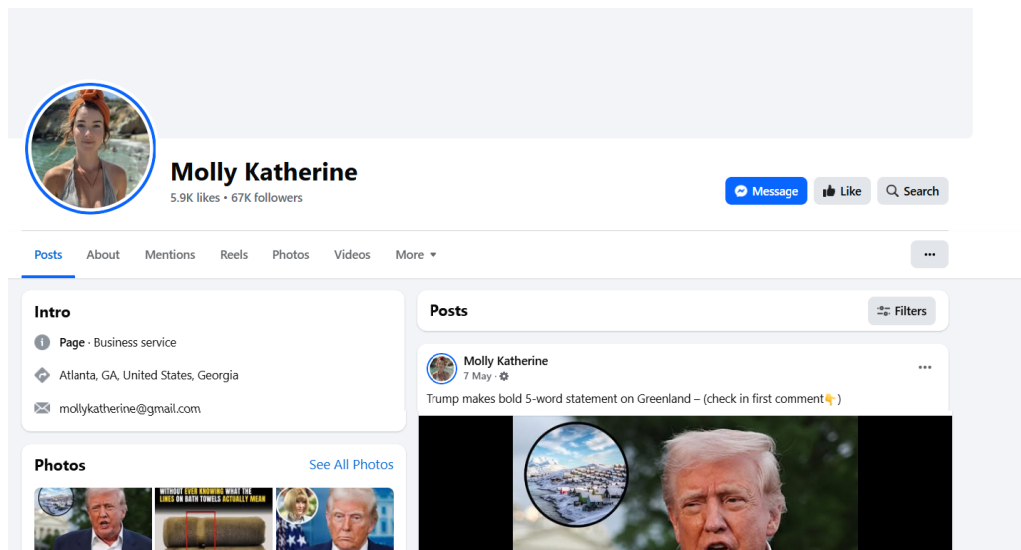 Molly Katherine
5.9K likes • 67K followers
Message
Like
Search
Posts
About
Mentions
Reels
Photos
Videos
More
Intro
Page · Business service
Atlanta, GA, United States, Georgia
mollykatherine@gmail.com
Photos
See All Photos
WITHOUT EVER KNOWING WHAT THE
LINES ON BATH TOWELS ACTUALLY MEAN
Posts
Filters
Molly Katherine
7 May ·
Trump makes bold 5-word statement on Greenland – (check in first comment👇)